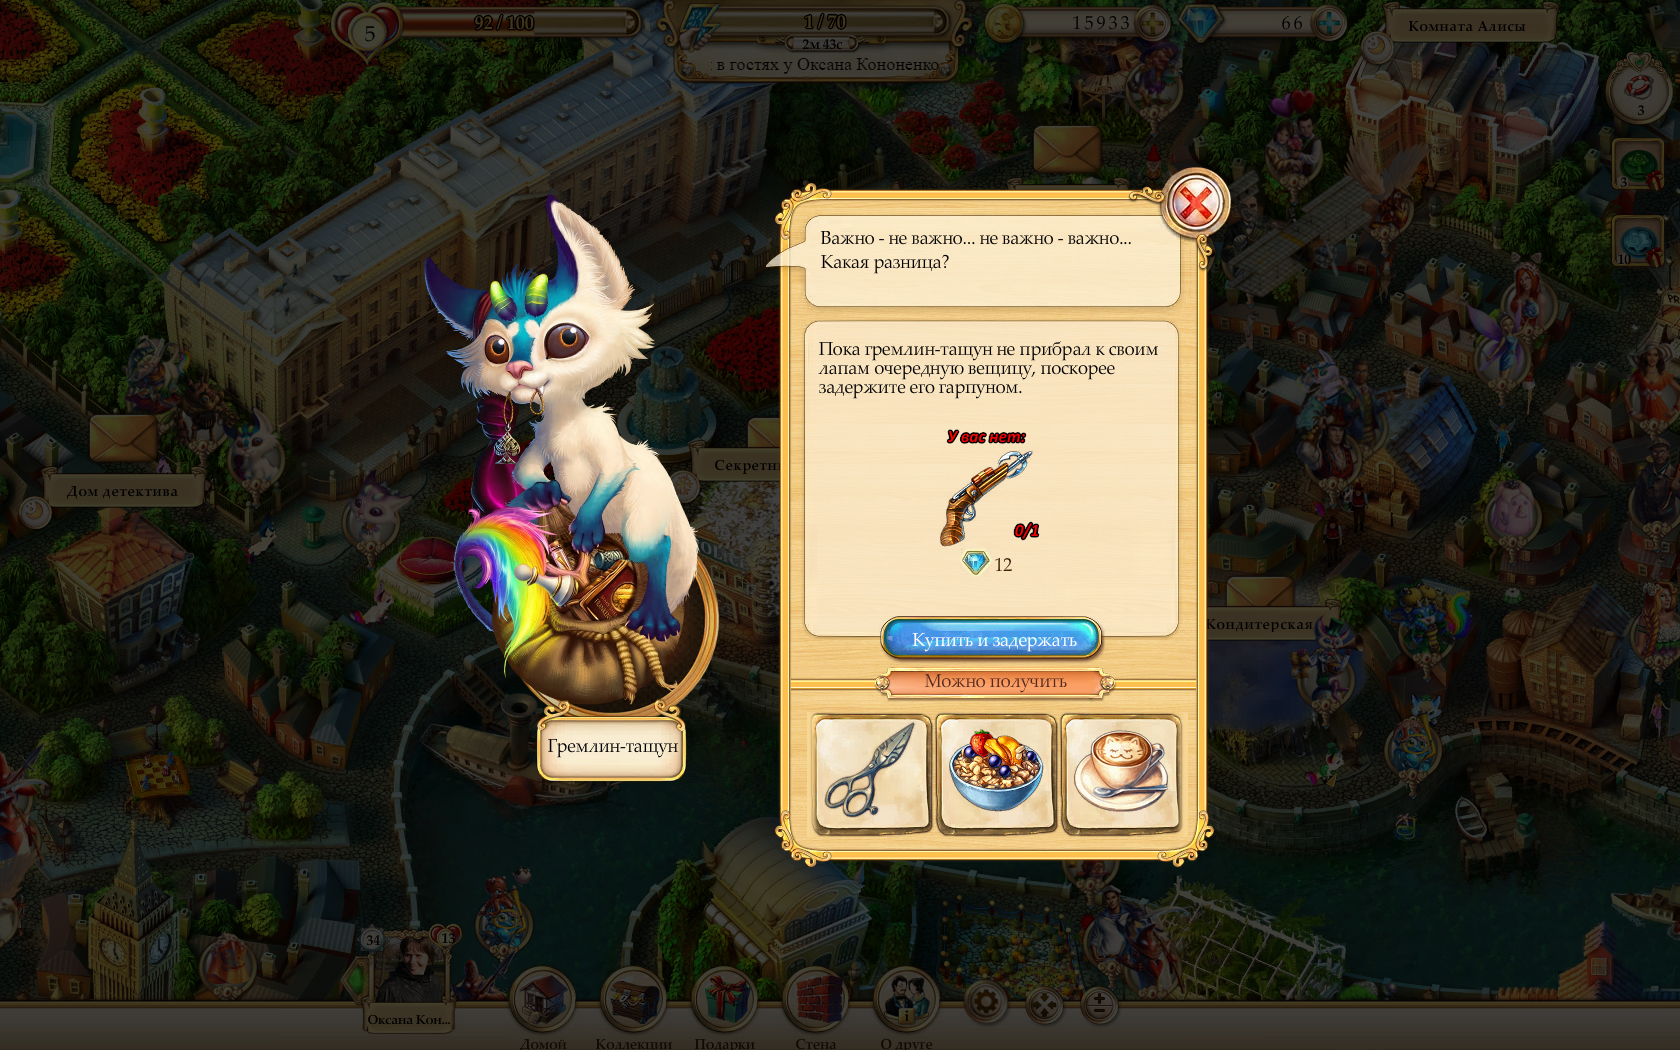 5
92 / 100
1 / 70
2м 43с
в гостях у Оксана Кононенко
15933
66
Комната Алисы
3
3
10
Важно - не важно... не важно - важно...
Какая разница?
Пока гремлин-тащун не прибрал к своим
лапам очередную вещицу, поскорее
задержите его гарпуном.
У вас нет:
0/1
12
Купить и задержать
Можно получить
Гремлин-тащун
Дом детектива
Секретн
Кондитерская
34
13
Оксана Кон...
Домой
Коллекции
Подарки
Стена
О друге